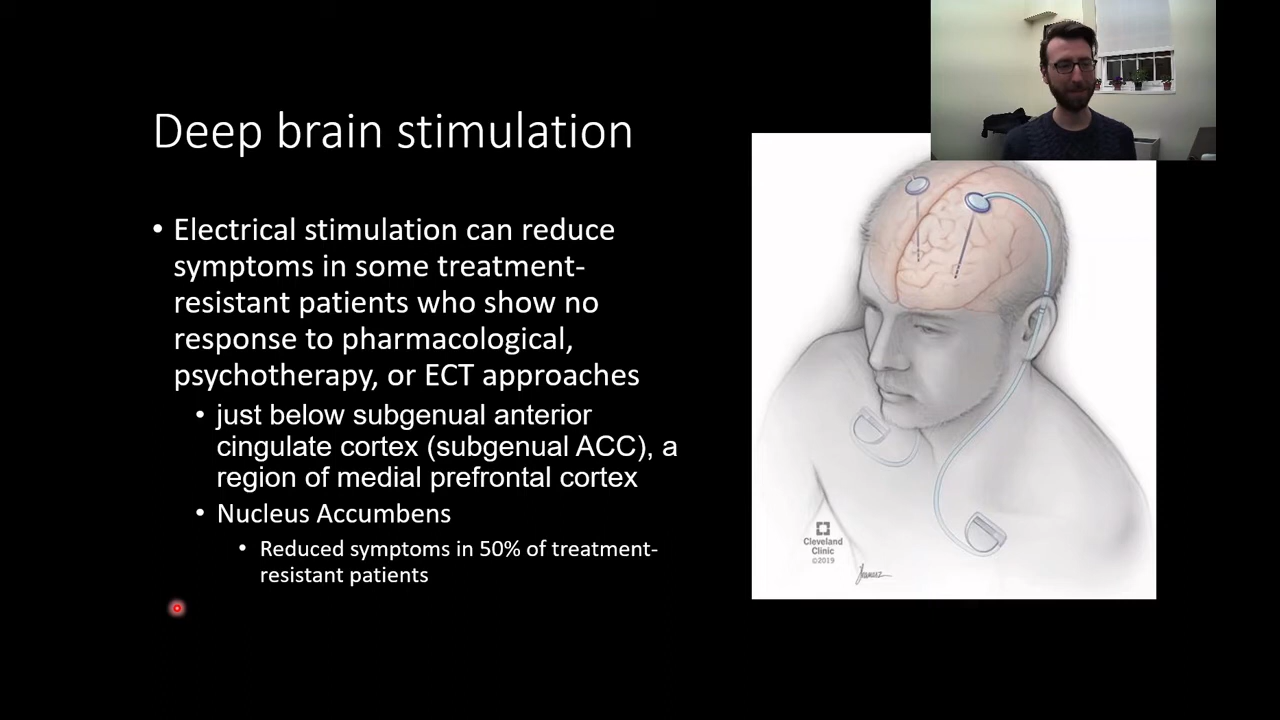 Deep brain stimulation
• Electrical stimulation can reduce
symptoms in some treatment-
resistant patients who show no
response to pharmacological,
psychotherapy, or ECT approaches
• just below subgenual anterior
cingulate cortex (subgenual ACC), a
region of medial prefrontal cortex
• Nucleus Accumbens
• Reduced symptoms in 50% of treatment-
resistant patients
Cleveland
Clinic
©2019